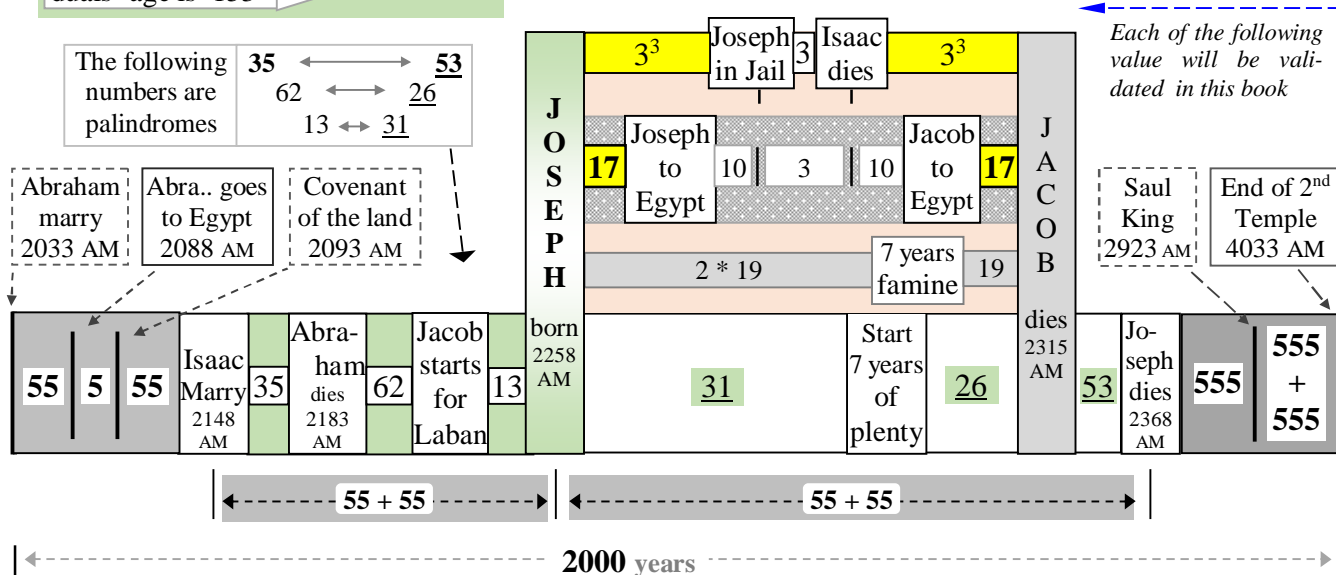 duals' age is 153
The following
numbers are
palindromes
35 53
62 26
13 31
Each of the following
value will be vali-
dated in this book
Abraham
marry
2033 AM
Abra.. goes
to Egypt
2088 AM
Covenant
of the land
2093 AM
JOSEPH
born
2258
AM
3³
Joseph
in Jail
3
Isaac
dies
3³
17
Joseph
to
Egypt
10
3
10
Jacob
to
Egypt
17
2 * 19
7 years
famine
19
JACOB
dies
2315
AM
Saul
King
2923 AM
End of 2nd
Temple
4033 AM
55 5 55
Isaac
Marry
2148
AM
35
Abra-
ham
dies
2183
AM
62
Jacob
starts
for
Laban
13
31
Start
7 years
of
plenty
26
53
Jo-
seph
dies
2368
AM
555
555
+
555
55 + 55
55 + 55
2000 years